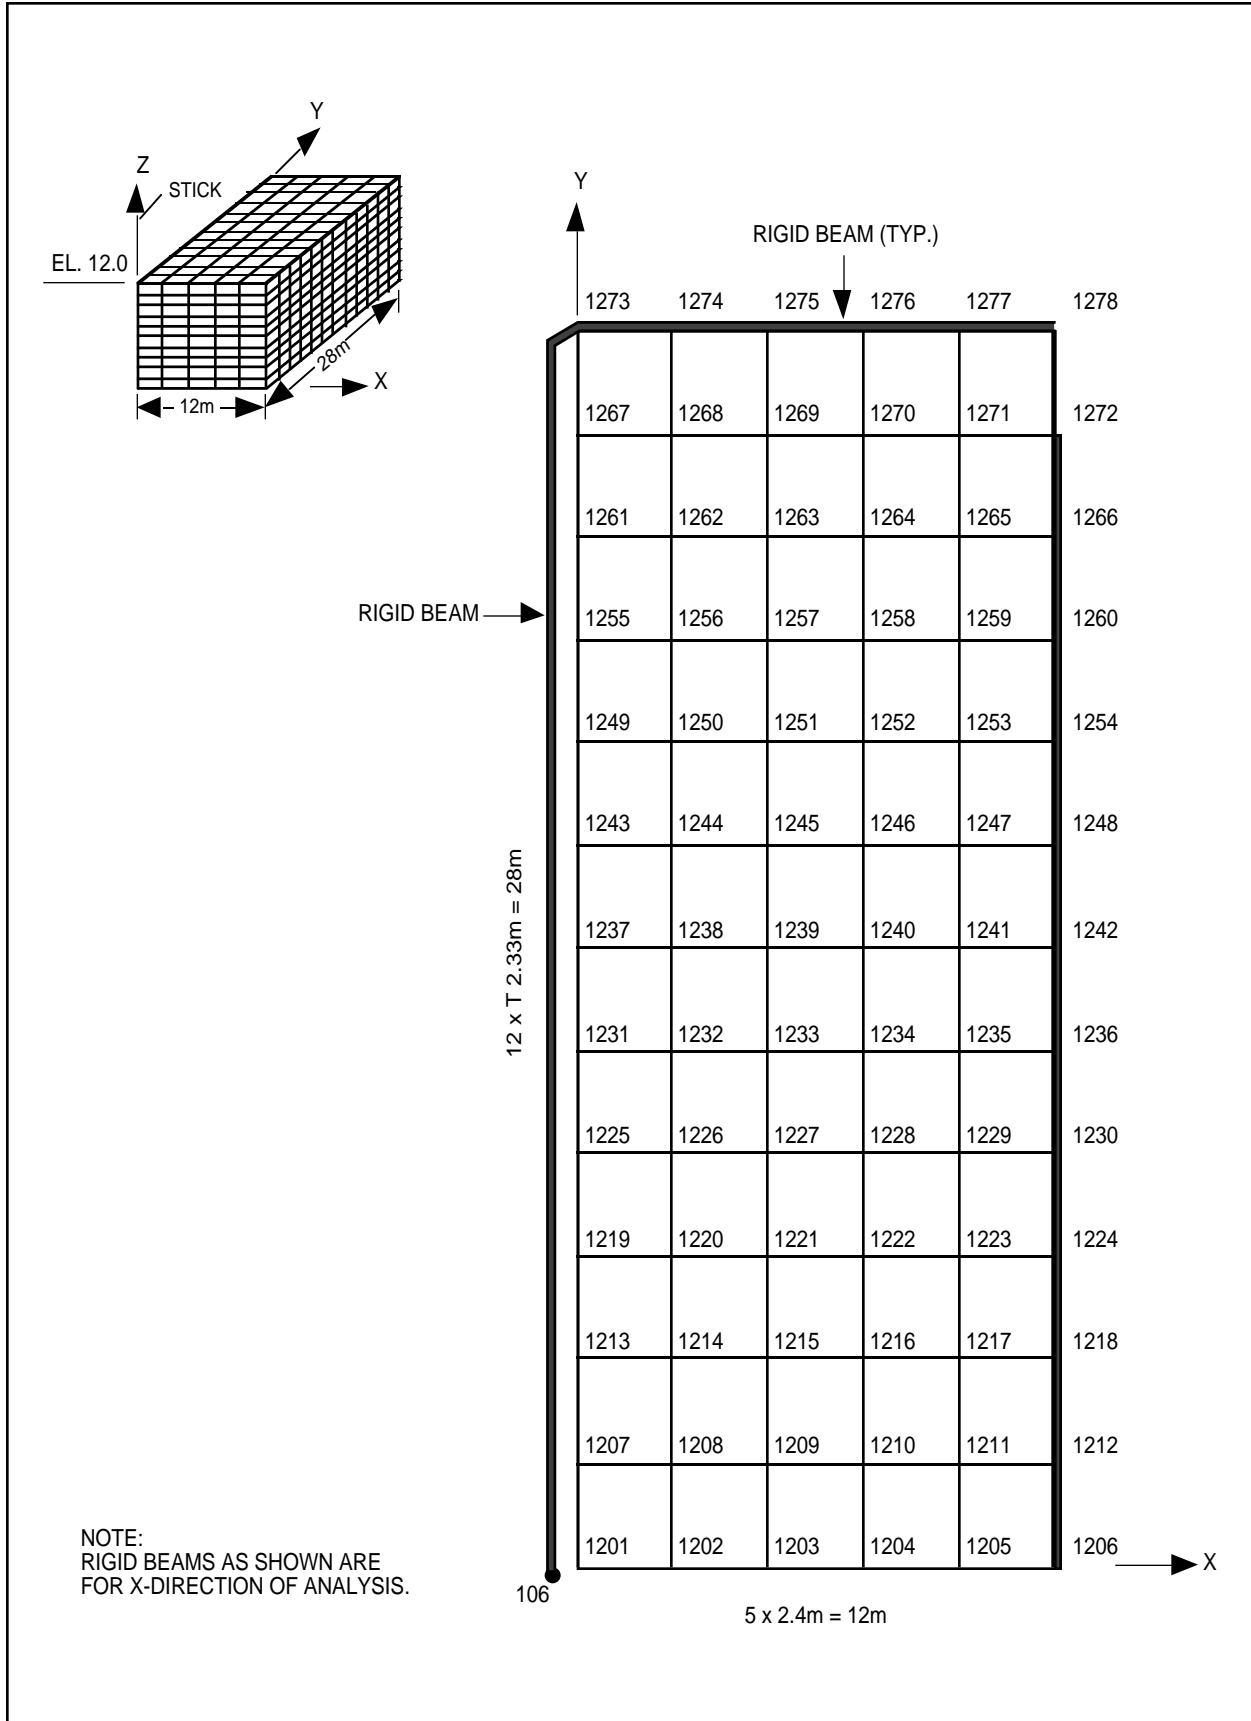 Y
Z
STICK
EL. 12.0
28m
X
12m
Y
RIGID BEAM (TYP.)
1273 1274 1275 1276 1277 1278
1267 1268 1269 1270 1271 1272
1261 1262 1263 1264 1265 1266
RIGID BEAM
1255 1256 1257 1258 1259 1260
1249 1250 1251 1252 1253 1254
1243 1244 1245 1246 1247 1248
12 x T 2.33m = 28m
1237 1238 1239 1240 1241 1242
1231 1232 1233 1234 1235 1236
1225 1226 1227 1228 1229 1230
1219 1220 1221 1222 1223 1224
1213 1214 1215 1216 1217 1218
1207 1208 1209 1210 1211 1212
1201 1202 1203 1204 1205 1206
X
NOTE:
RIGID BEAMS AS SHOWN ARE
FOR X-DIRECTION OF ANALYSIS.
106
5 x 2.4m = 12m